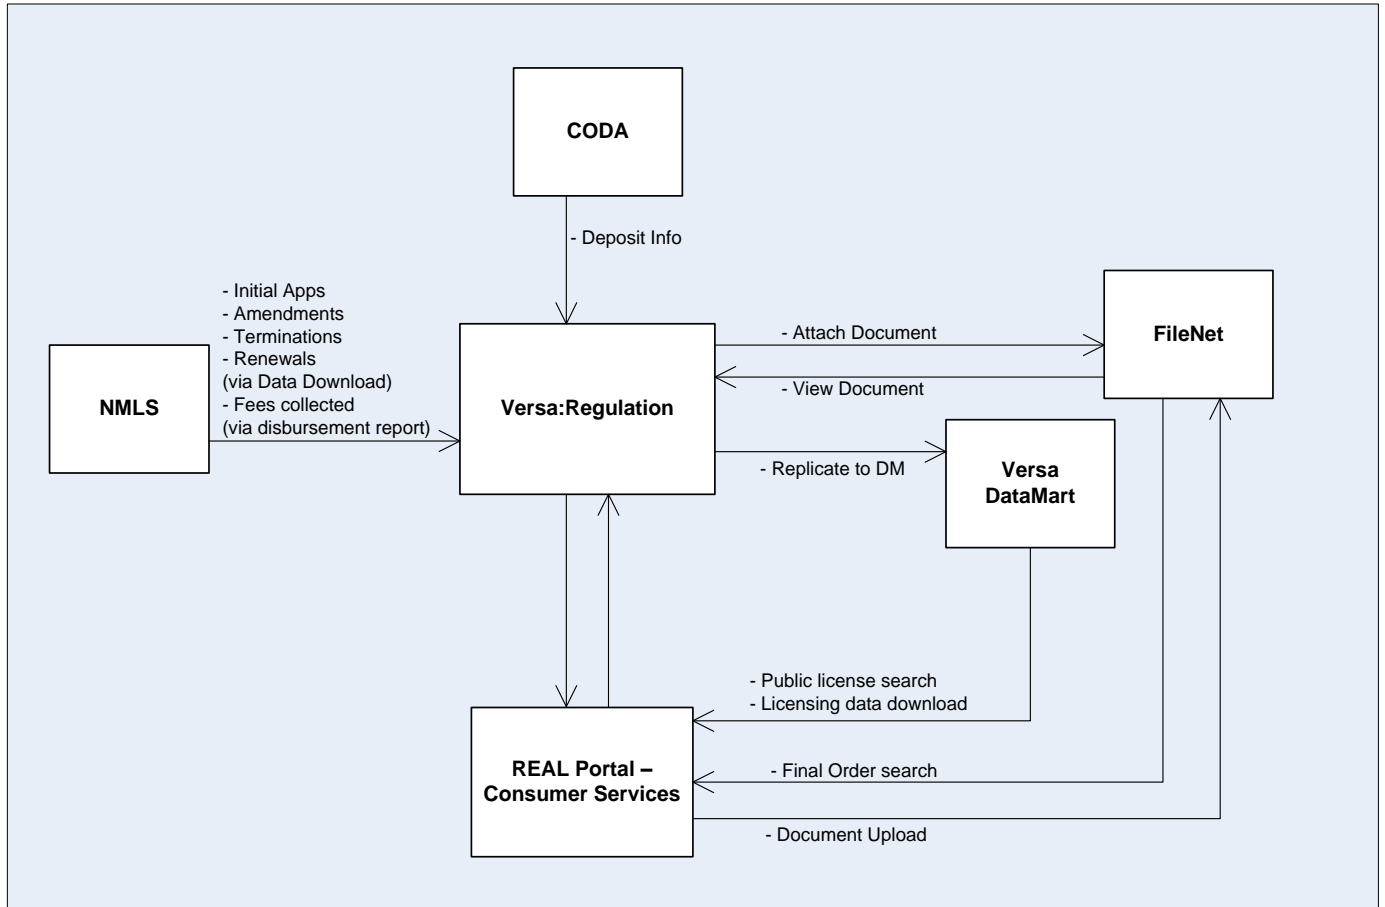 CODA
- Deposit Info
- Initial Apps
- Amendments
- Terminations
- Renewals
(via Data Download)
- Fees collected
(via disbursement report)
NMLS
Versa:Regulation
- Attach Document
- View Document
FileNet
- Replicate to DM
Versa
DataMart
- Public license search
- Licensing data download
REAL Portal –
Consumer Services
- Final Order search
- Document Upload